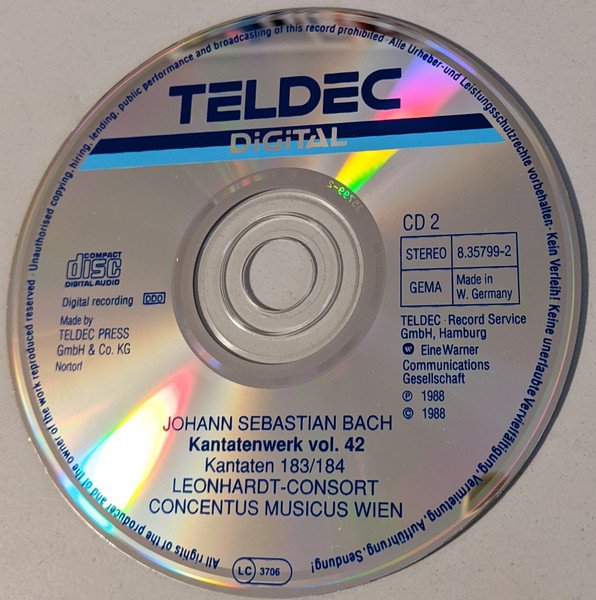 All rights of the producer and of the owner of the work reproduced reserved · Unauthorised copying, hiring, lending, public performance and broadcasting of this record prohibited · Alle Urheber- und Leistungsschutzrechte vorbehalten · Kein Verleih! Keine unerlaubte Vervielfältigung, Vermietung, Aufführung, Sendung!
TELDEC
DiGiTAL
35799-2
CD 2
STEREO 8.35799-2
GEMA Made in
W. Germany
COMPACT
disc
DIGITAL AUDIO
Digital recording DDD
Made by
TELDEC PRESS
GmbH & Co. KG
Nortorf
TELDEC · Record Service
GmbH, Hamburg
Eine Warner
Communications
Gesellschaft
℗ 1988
© 1988
JOHANN SEBASTIAN BACH
Kantatenwerk vol. 42
Kantaten 183/184
LEONHARDT-CONSORT
CONCENTUS MUSICUS WIEN
LC 3706